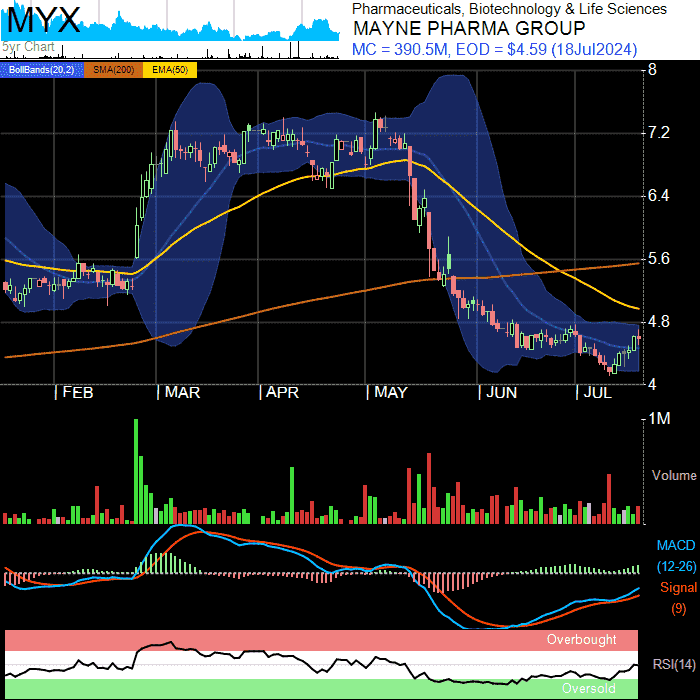 MYX
5yr Chart
Pharmaceuticals, Biotechnology & Life Sciences
MAYNE PHARMA GROUP
MC = 390.5M, EOD = $4.59 (18Jul2024)
BollBands(20,2) SMA(200) EMA(50)
8
7.2
6.4
5.6
4.8
4
| FEB | MAR | APR | MAY | JUN | JUL
1M
Volume
MACD
(12-26)
Signal
(9)
Overbought
RSI(14)
Oversold